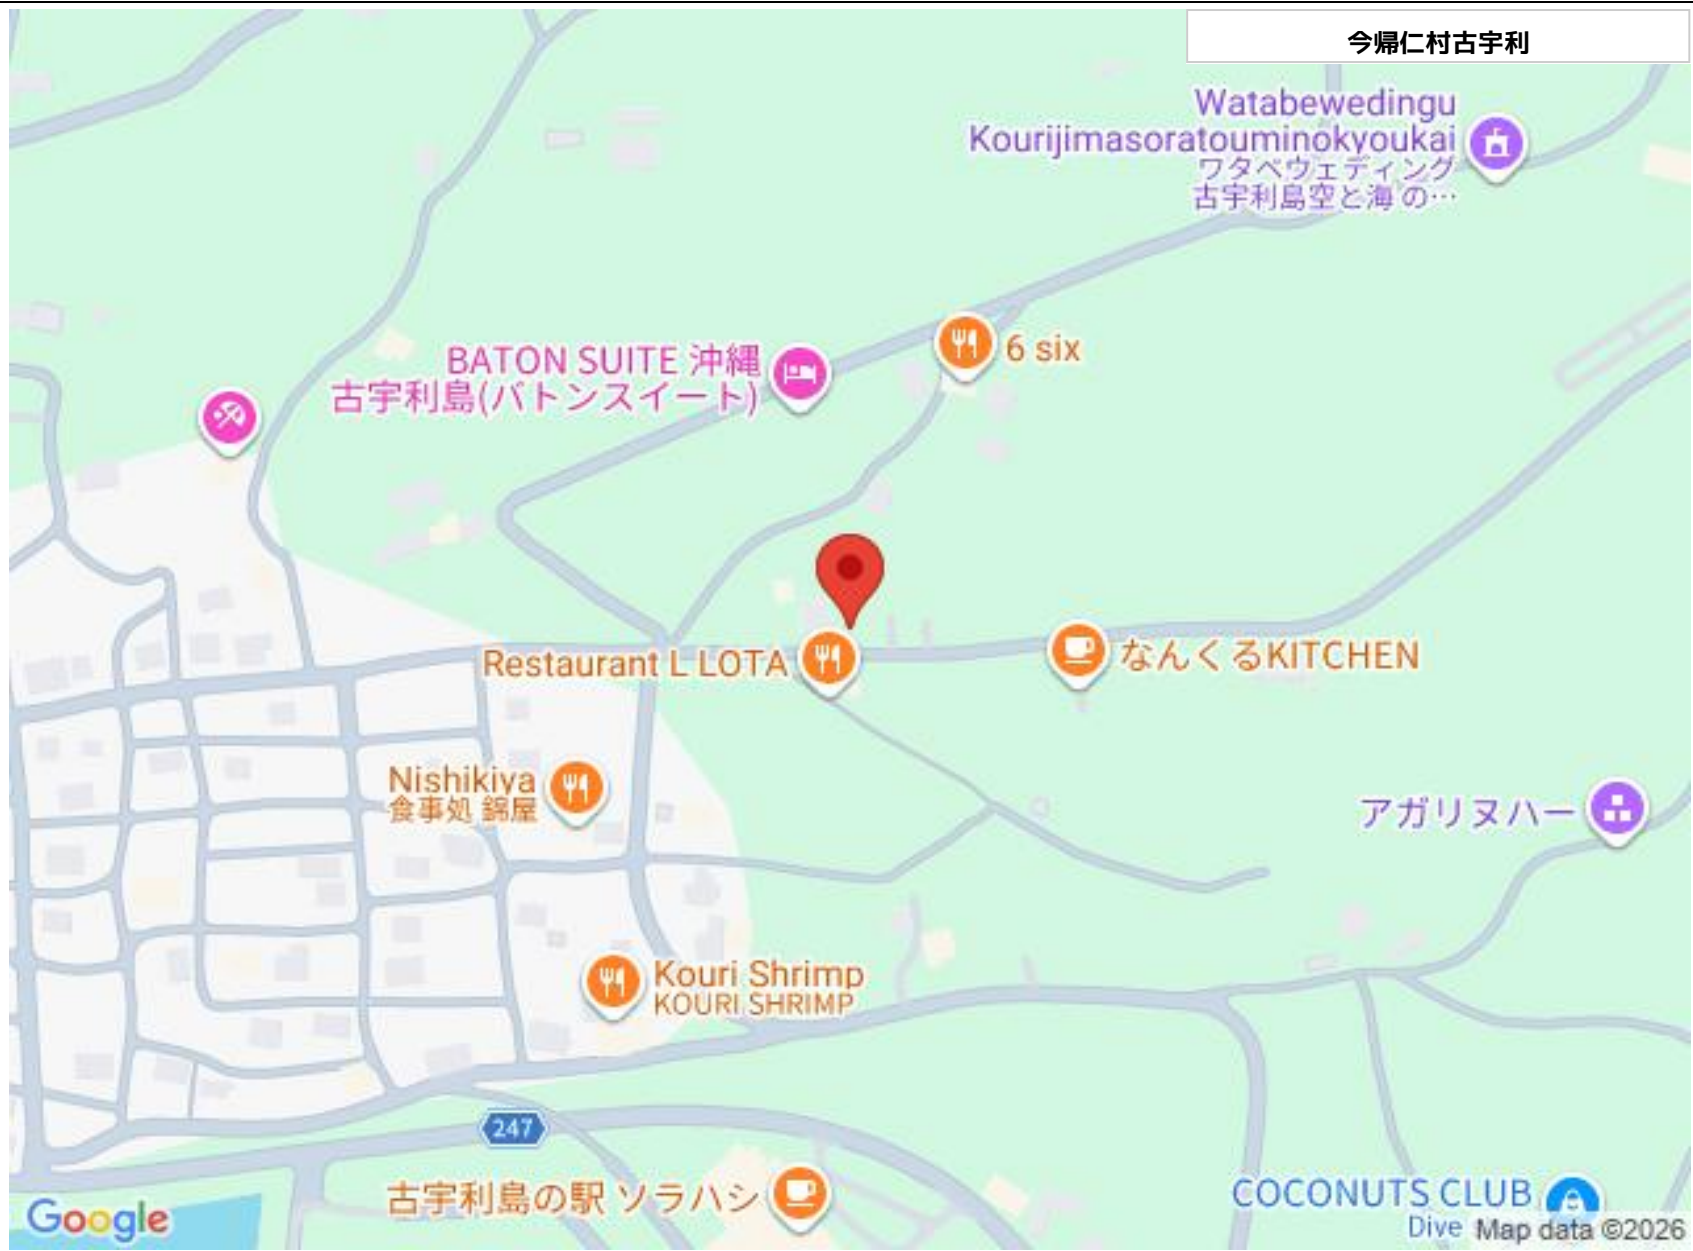 今帰仁村古宇利
Watabewedingu
Kourijimasoratouminokyoukai
ワタベウェディング
古宇利島空と海 の…
6 six
BATON SUITE 沖縄
古宇利島(バトンスイート)
Restaurant L LOTA
なんくるKITCHEN
Nishikiya
食事処 錦屋
アガリヌハー
Kouri Shrimp
KOURI SHRIMP
247
古宇利島の駅 ソラハシ
COCONUTS CLUB
Dive
Google
Map data ©2026